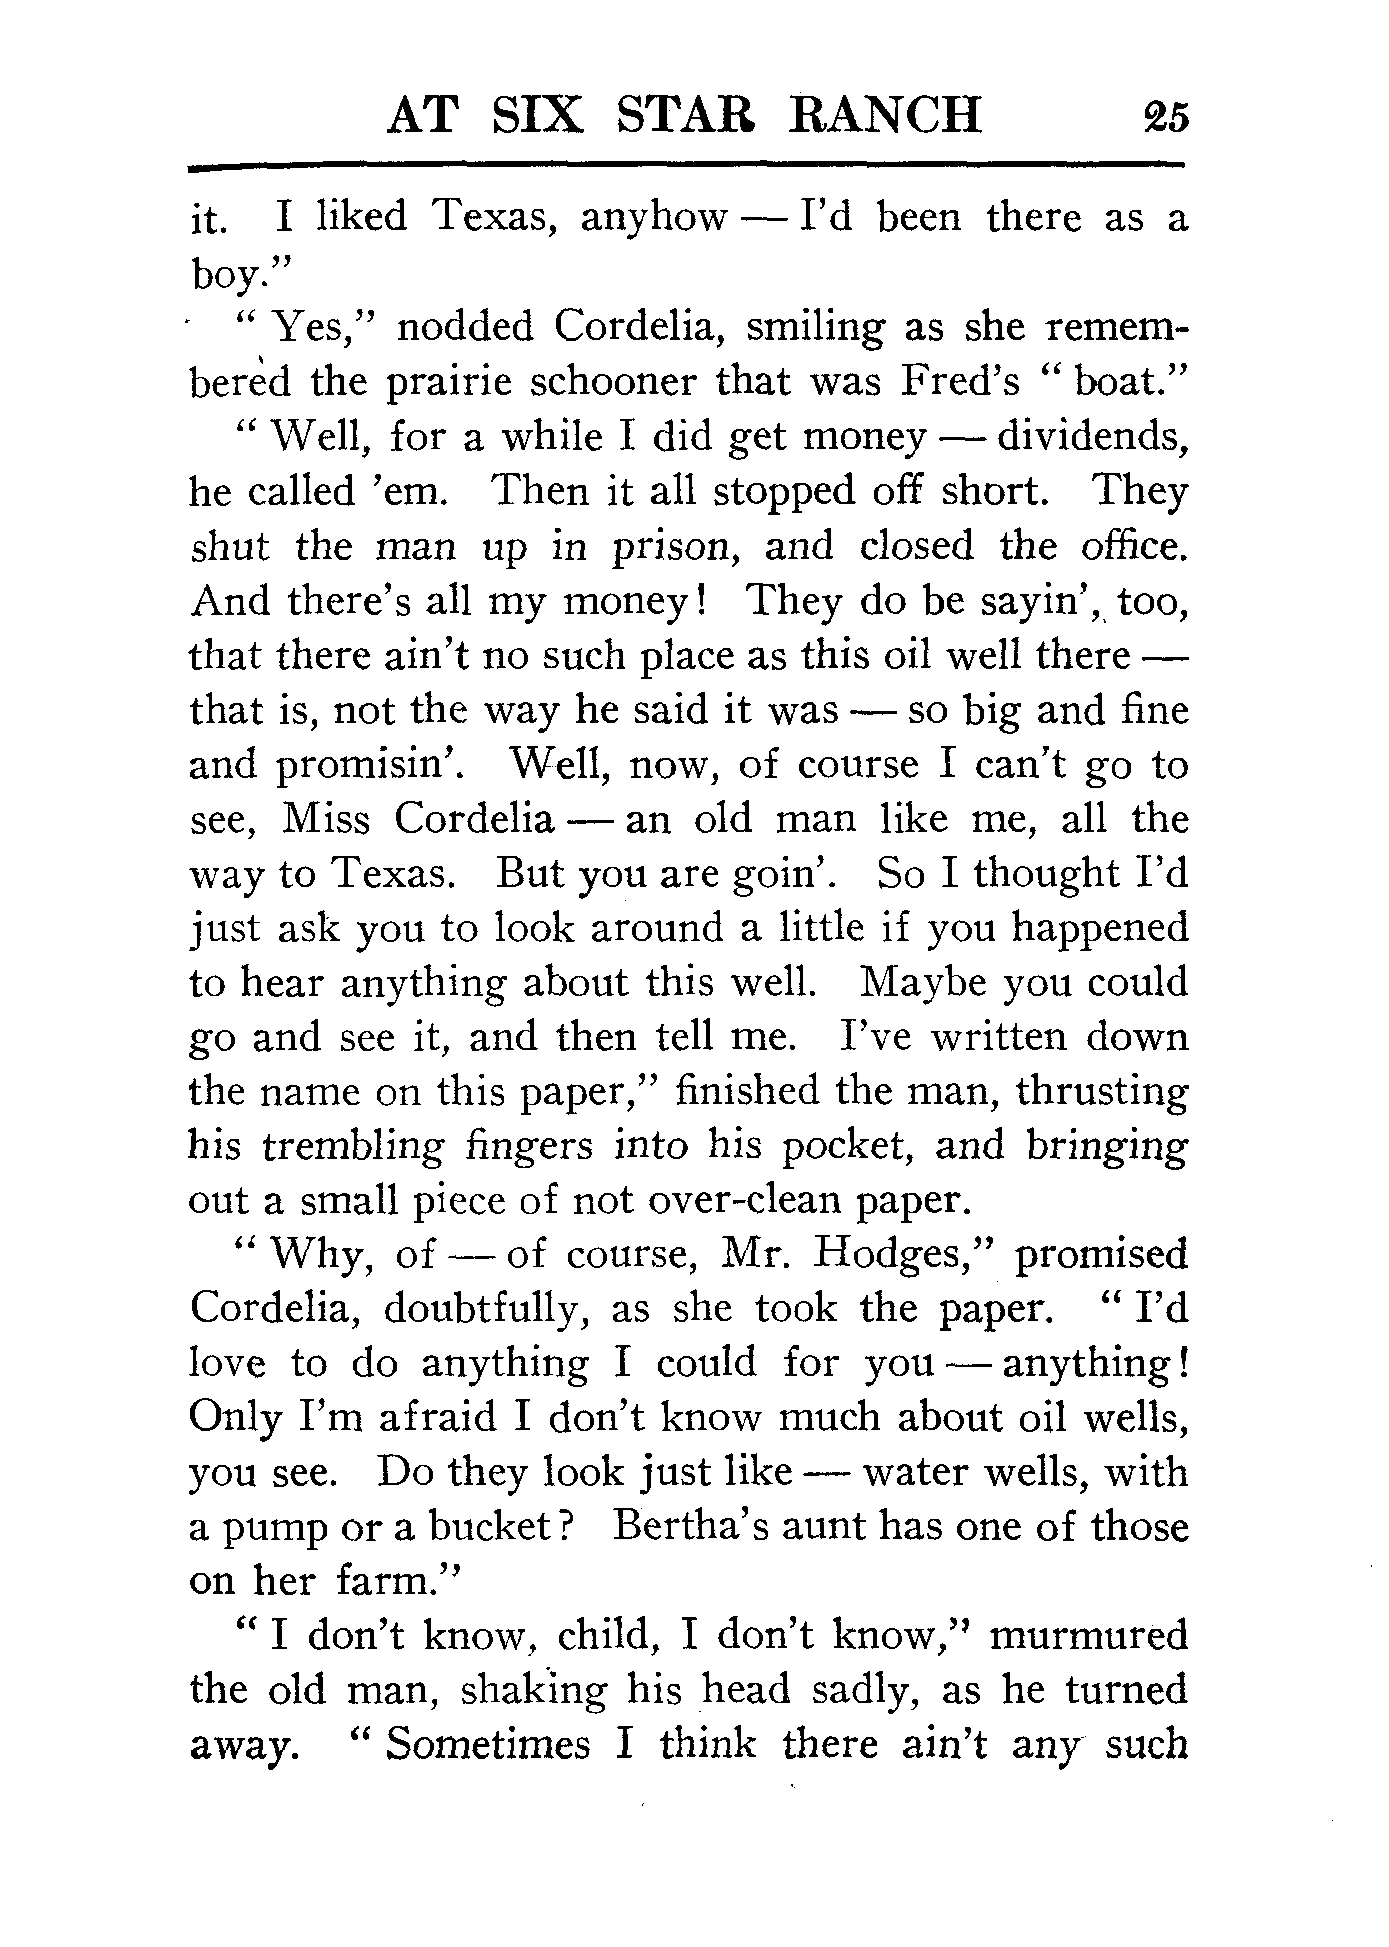 AT SIX STAR RANCH 25
it. I liked Texas, anyhow — I'd been there as a
boy."
" Yes," nodded Cordelia, smiling as she remem-
bered the prairie schooner that was Fred's " boat."
" Well, for a while I did get money — dividends,
he called 'em. Then it all stopped off short. They
shut the man up in prison, and closed the office.
And there's all my money! They do be sayin', too,
that there ain't no such place as this oil well there —
that is, not the way he said it was — so big and fine
and promisin'. Well, now, of course I can't go to
see, Miss Cordelia — an old man like me, all the
way to Texas. But you are goin'. So I thought I'd
just ask you to look around a little if you happened
to hear anything about this well. Maybe you could
go and see it, and then tell me. I've written down
the name on this paper," finished the man, thrusting
his trembling fingers into his pocket, and bringing
out a small piece of not over-clean paper.
" Why, of — of course, Mr. Hodges," promised
Cordelia, doubtfully, as she took the paper. " I'd
love to do anything I could for you — anything!
Only I'm afraid I don't know much about oil wells,
you see. Do they look just like — water wells, with
a pump or a bucket? Bertha's aunt has one of those
on her farm."
" I don't know, child, I don't know," murmured
the old man, shaking his head sadly, as he turned
away. " Sometimes I think there ain't any such